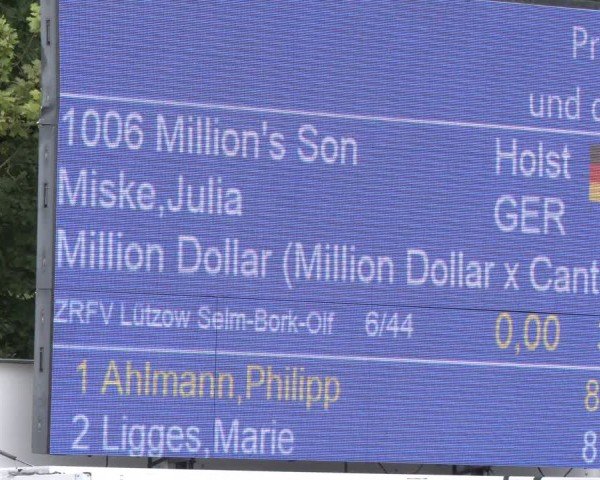 Pr
und d
1006 Million's Son Holst
Miske,Julia GER
Million Dollar (Million Dollar x Cant
ZRFV Lützow Selm-Bork-Olf 6/44 0,00
1 Ahlmann,Philipp 8
2 Ligges,Marie 8